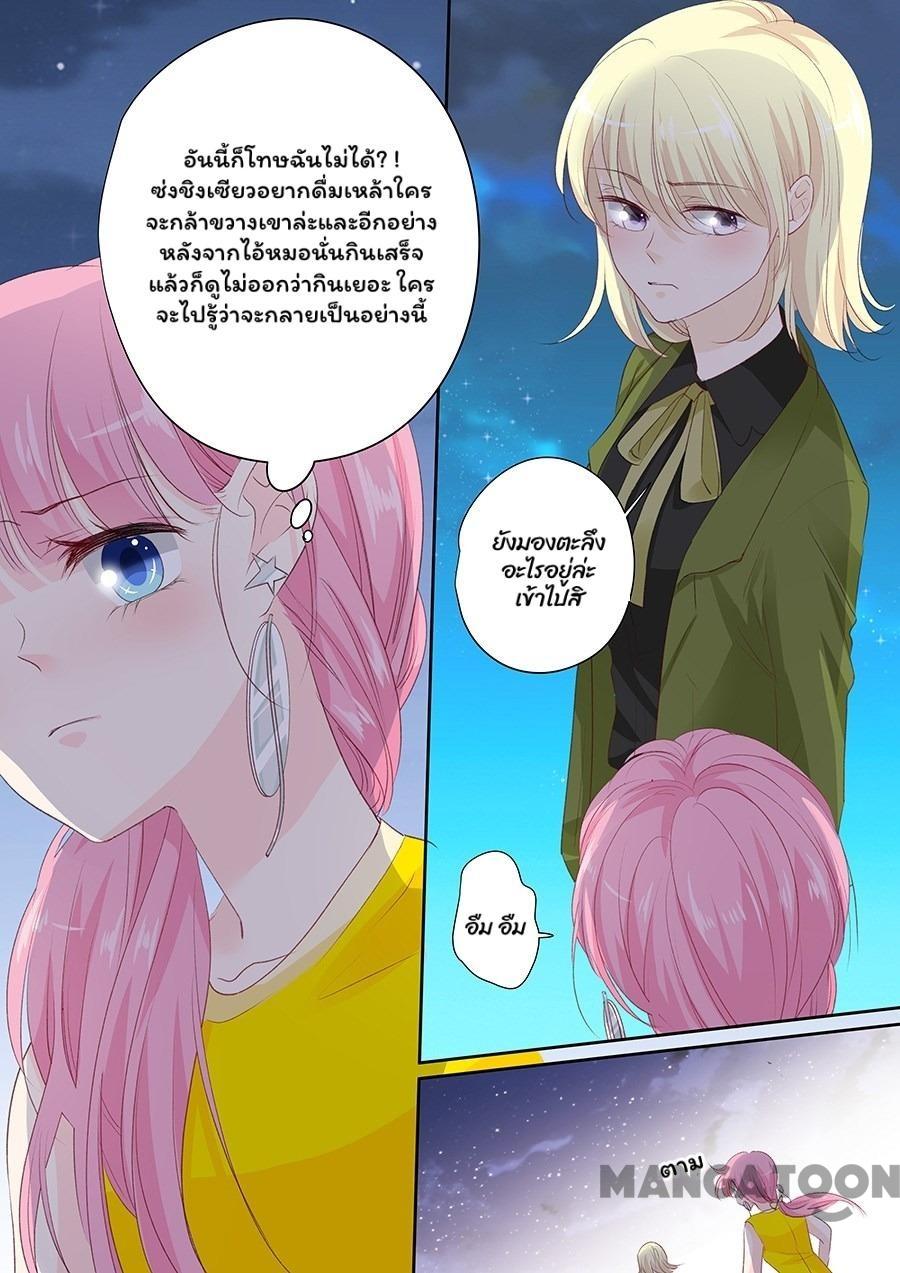 อันนี้ก็โทษฉันไม่ได้?!
ซ่งชิงเซียวอยากดื่มเหล้าใคร
จะกล้าขวางเขาล่ะและอีกอย่าง
หลังจากไอ้หมอนั่นกินเสร็จ
แล้วก็ดูไม่ออกว่ากินเยอะ ใคร
จะไปรู้ว่าจะกลายเป็นอย่างนี้
ยังมองตะลึง
อะไรอยู่ล่ะ
เข้าไปสิ
อืม อืม
ตาม
MANGATOON